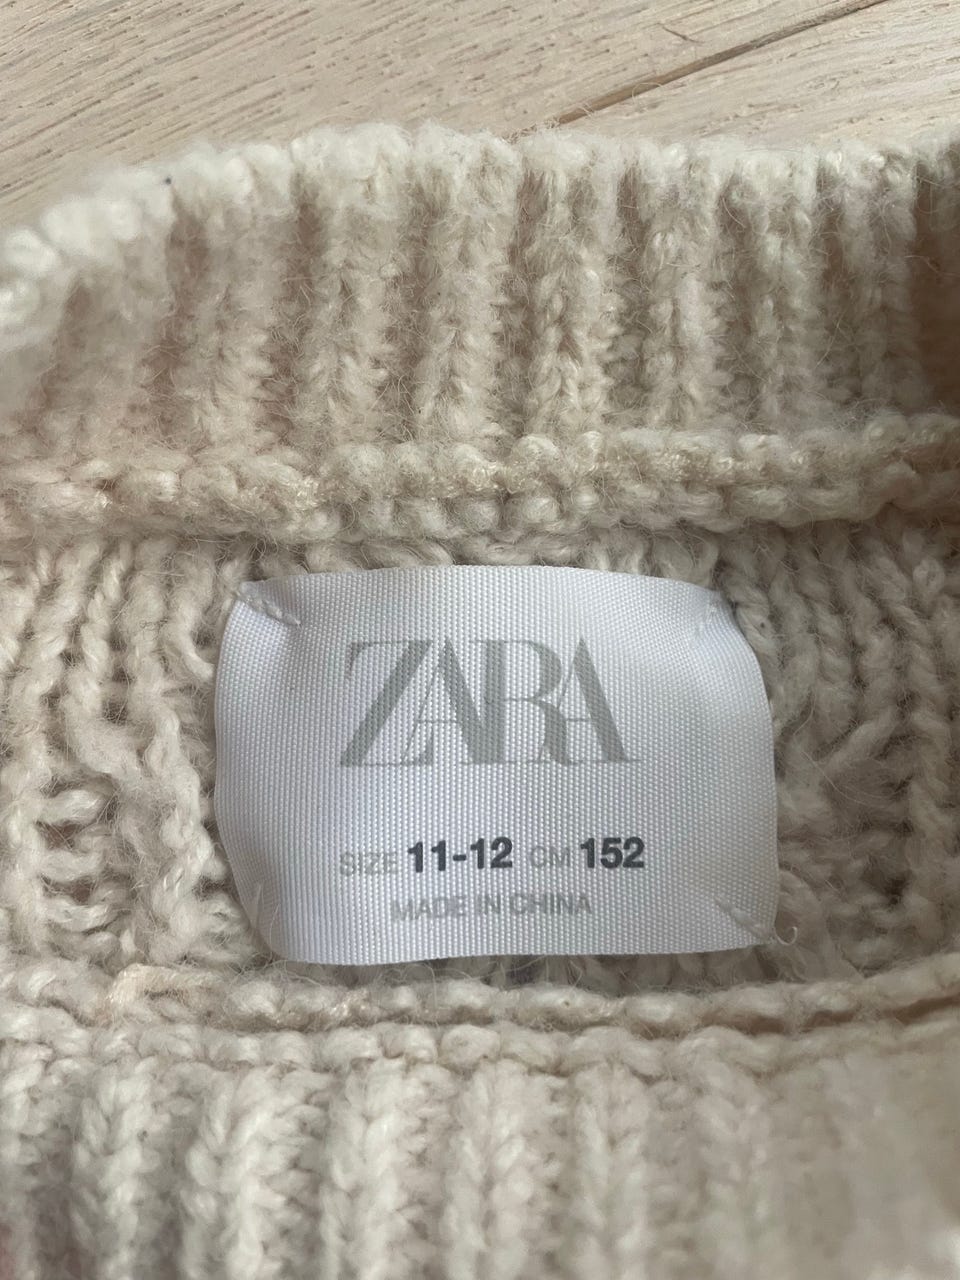 ZARA
SIZE 11-12 CM 152
MADE IN CHINA